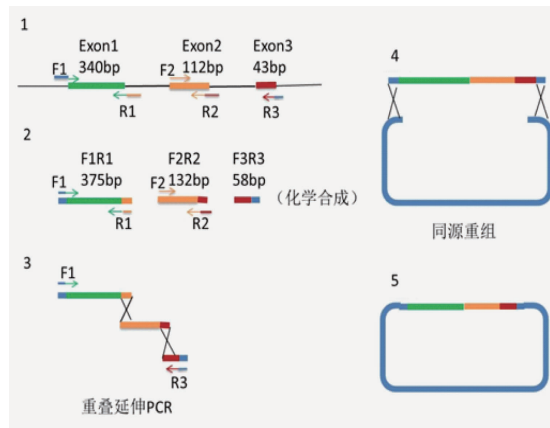 1
Exon1 Exon2 Exon3
F1 340bp F2 112bp 43bp
R1 R2 R3
2
F1R1 F2R2 F3R3
F1 375bp F2 132bp 58bp
(化学合成)
R1 R2
3
F1
R3
重叠延伸PCR
4
同源重组
5